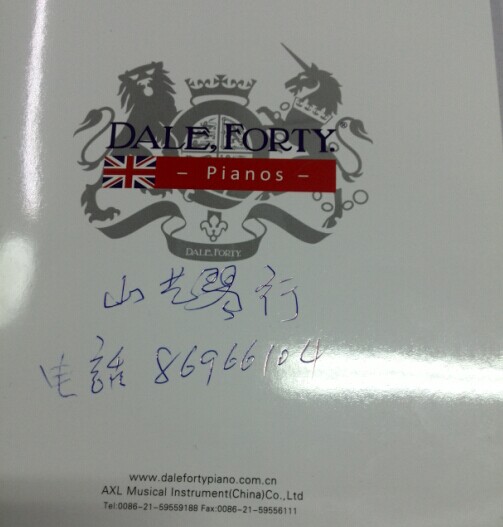 DALE, FORTY.®
– Pianos –
DALE, FORTY
山艺琴行
电話 86966104
www.dalefortypiano.com.cn
AXL Musical Instrument(China)Co.,Ltd
Tel:0086-21-59559188 Fax:0086-21-59556111